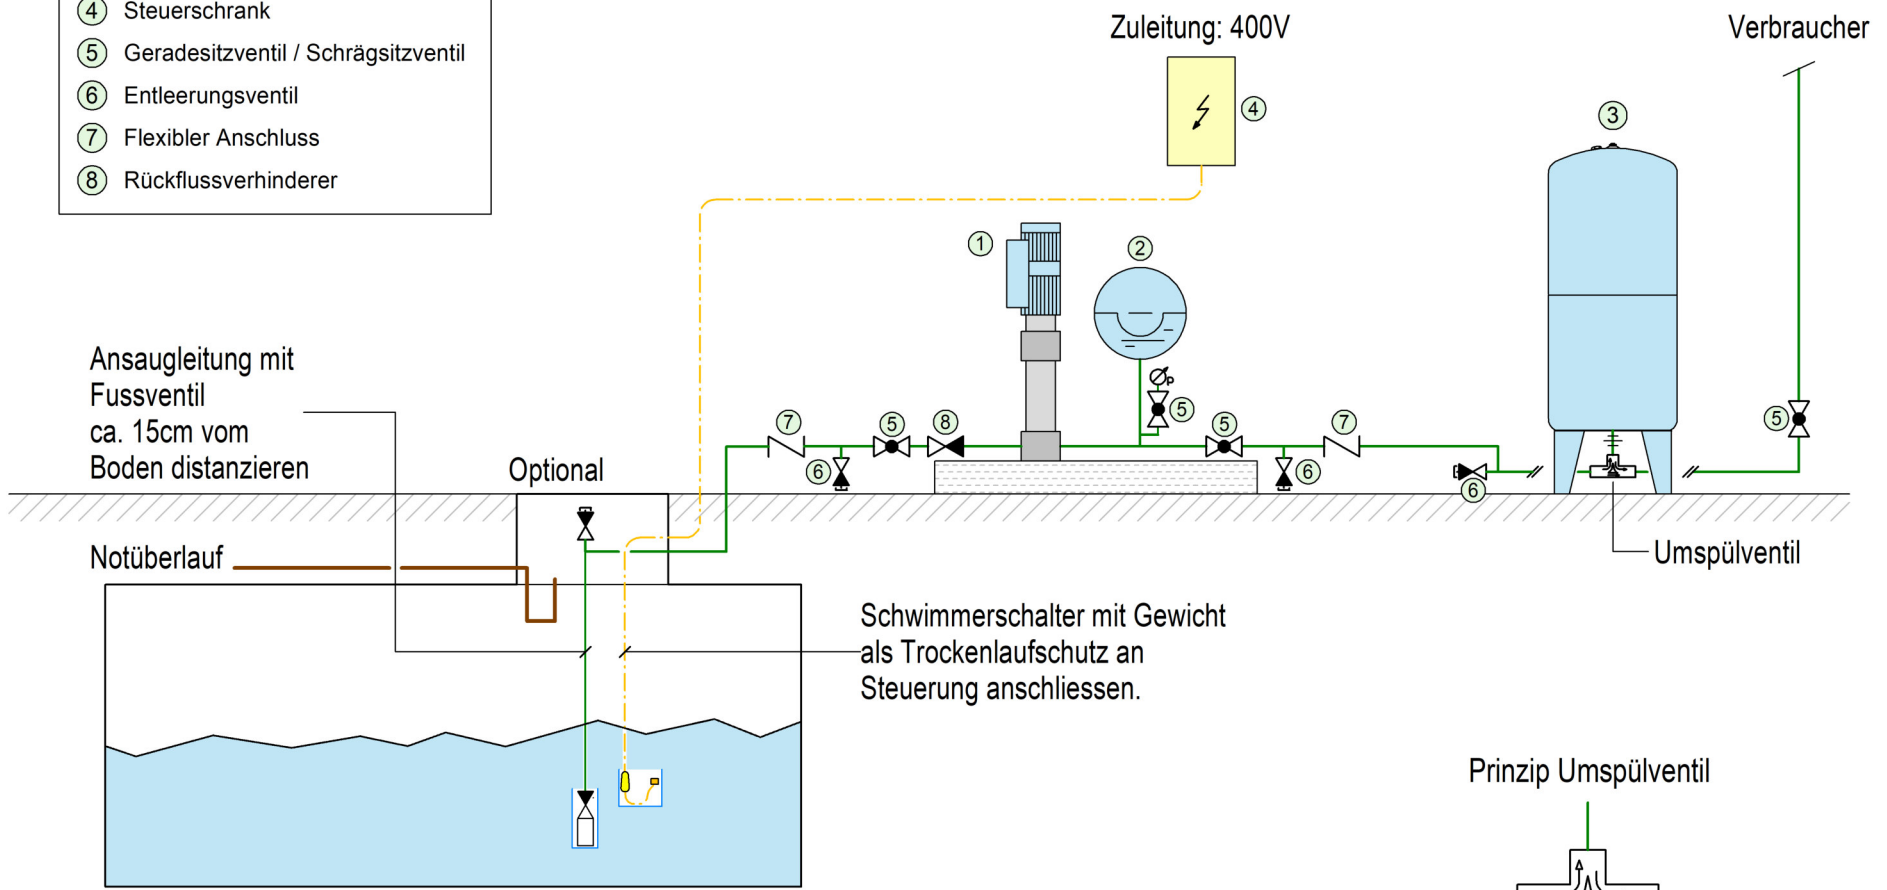 4 Steuerschrank
5 Geradesitzventil / Schrägsitzventil
6 Entleerungsventil
7 Flexibler Anschluss
8 Rückflussverhinderer
Zuleitung: 400V
Verbraucher
4
3
1
2
Ansaugleitung mit
Fussventil
ca. 15cm vom
Boden distanzieren
Optional
7
5
8
p
5
5
7
5
6
6
6
Notüberlauf
Umspülventil
Schwimmerschalter mit Gewicht
als Trockenlaufschutz an
Steuerung anschliessen.
Prinzip Umspülventil